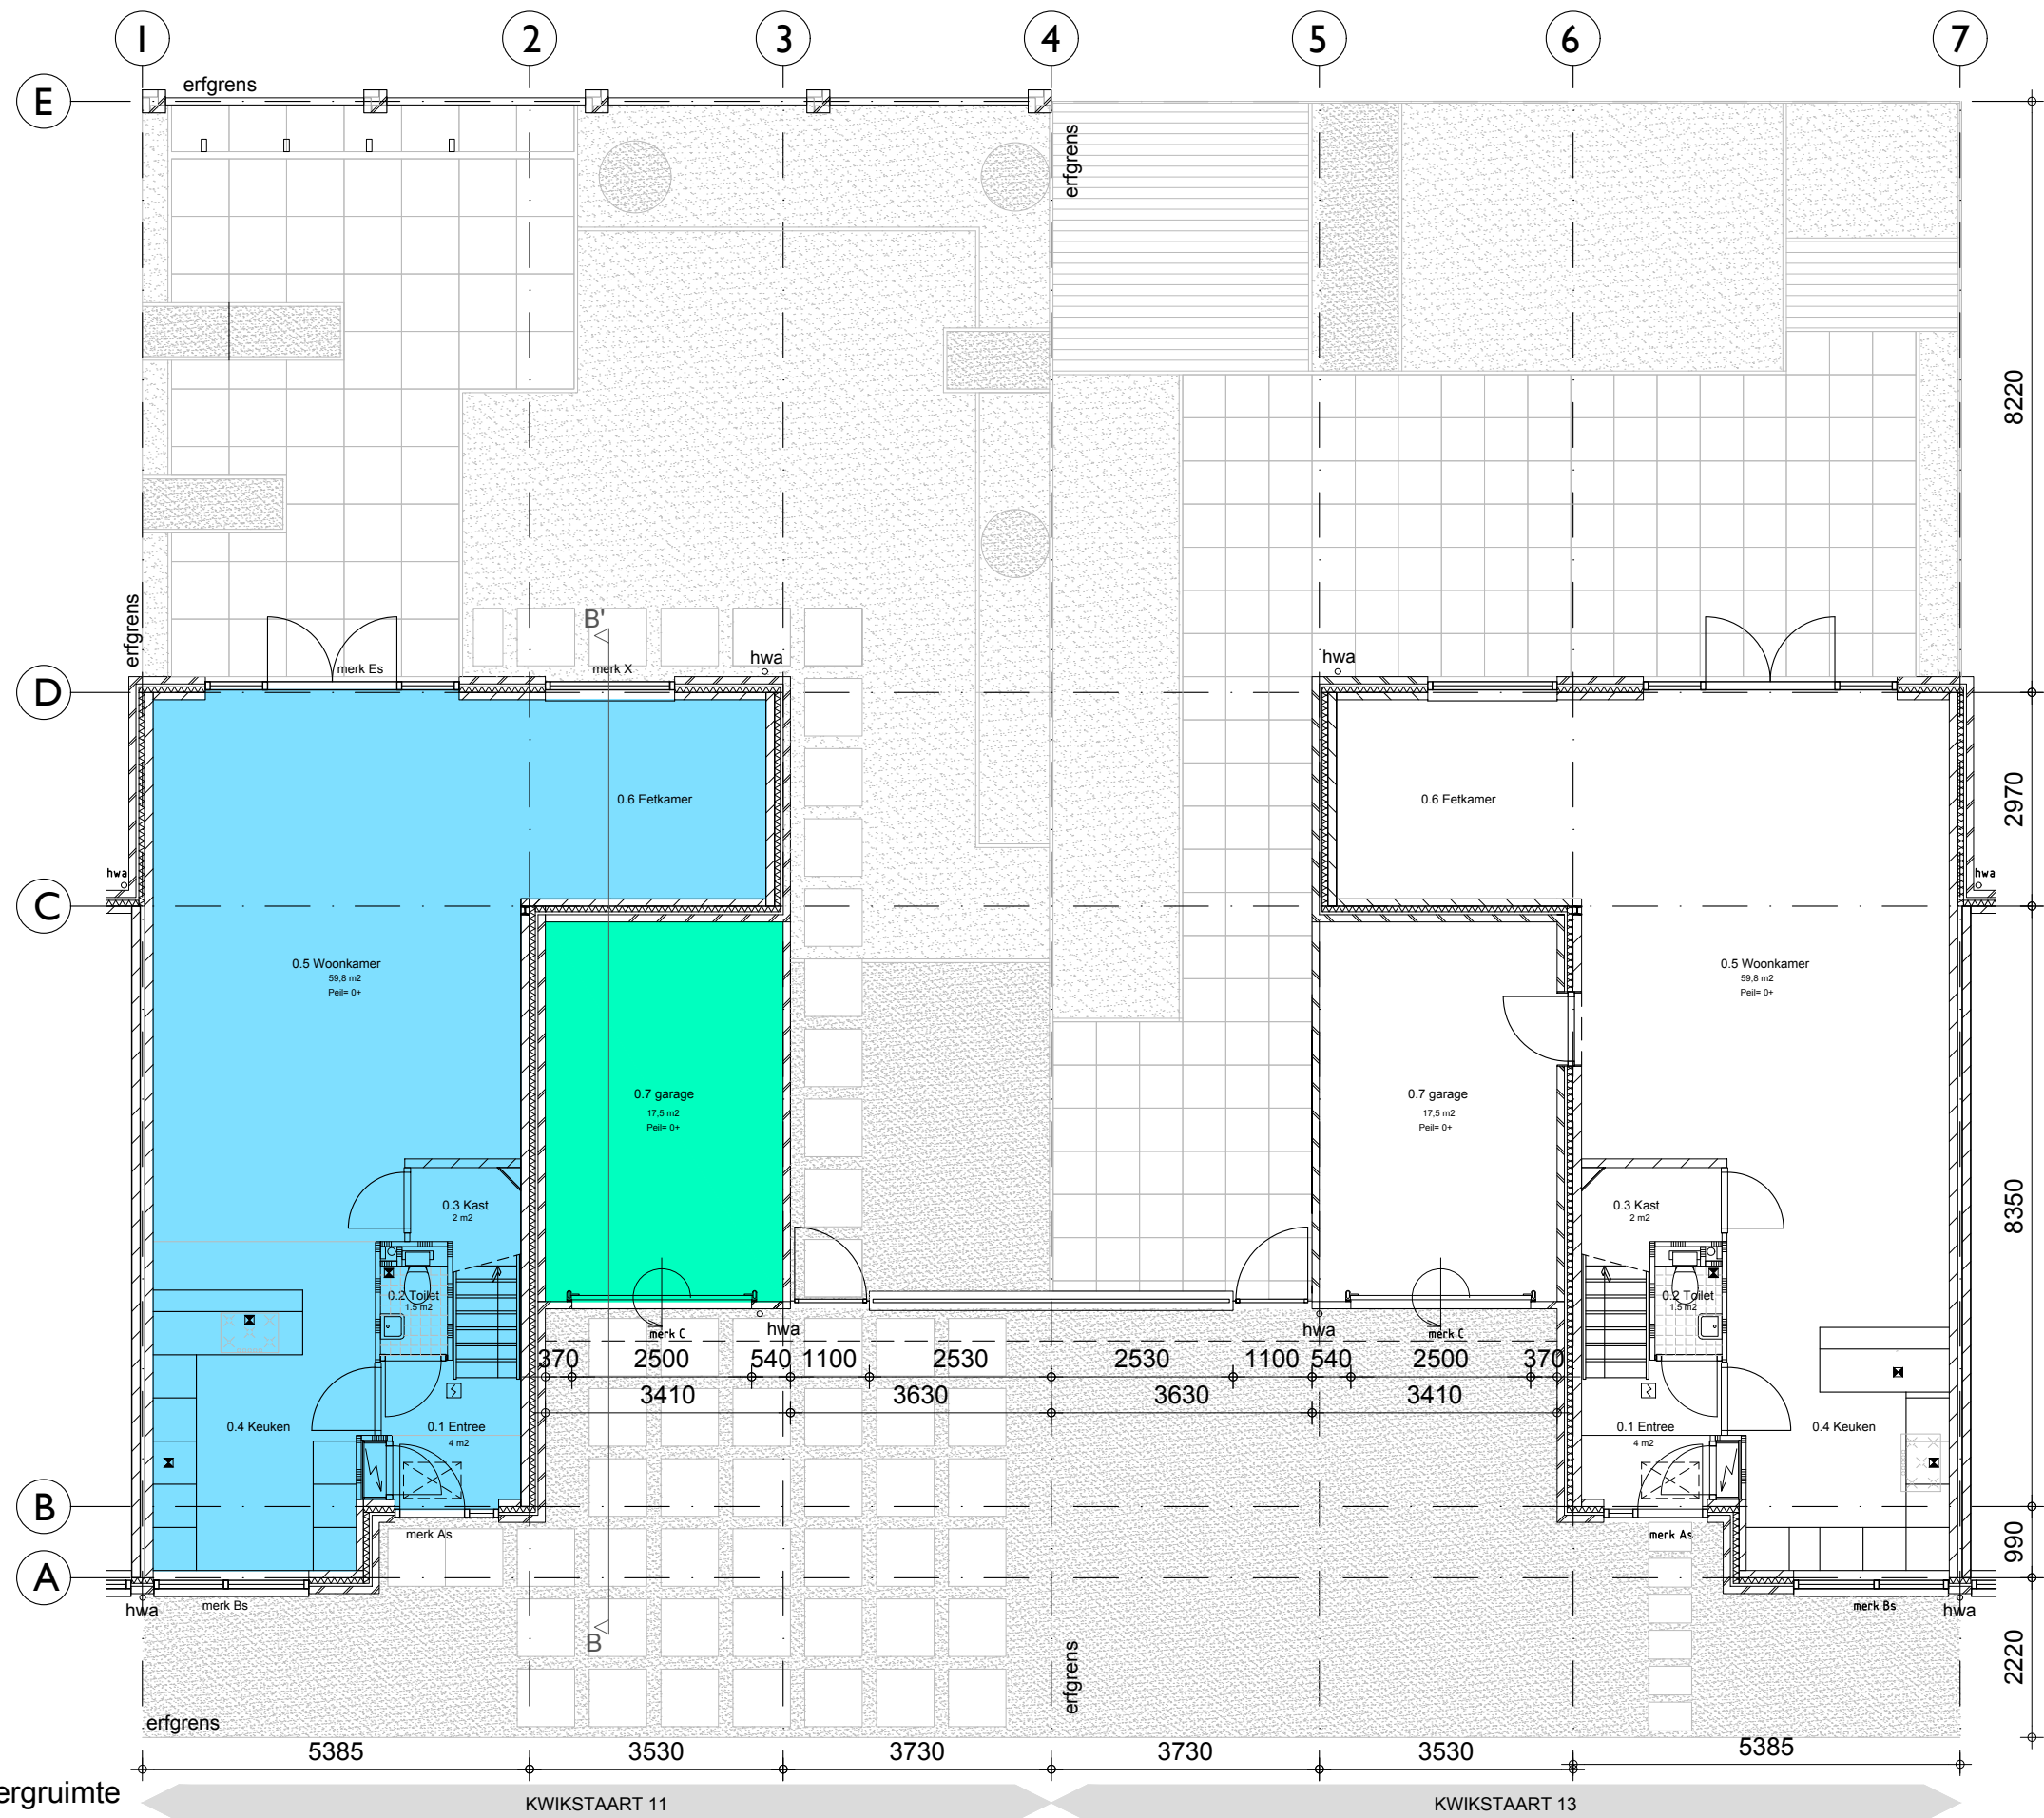 1 2 3 4 5 6 7
E
erfgrens
erfgrens
8220
erfgrens
B'
merk Es
merk X
hwa
hwa
D
0.6 Eetkamer
0.6 Eetkamer
2970
hwa
hwa
C
0.5 Woonkamer
59,8 m2
Peil= 0+
0.5 Woonkamer
59,8 m2
Peil= 0+
0.7 garage
17,5 m2
Peil= 0+
0.7 garage
17,5 m2
Peil= 0+
0.3 Kast
2 m2
0.3 Kast
2 m2
8350
0.2 Toilet
1.5 m2
0.2 Toilet
1.5 m2
merk C
hwa
hwa
merk C
370 2500 540 1100 2530 2530 1100 540 2500 370
3410 3630 3630 3410
0.4 Keuken
0.1 Entree
4 m2
0.1 Entree
4 m2
0.4 Keuken
B
merk As
merk As
990
A
hwa
merk Bs
merk Bs
hwa
B
erfgrens
2220
erfgrens
5385 3530 3730 3730 3530 5385
ergruimte
KWIKSTAART 11
KWIKSTAART 13